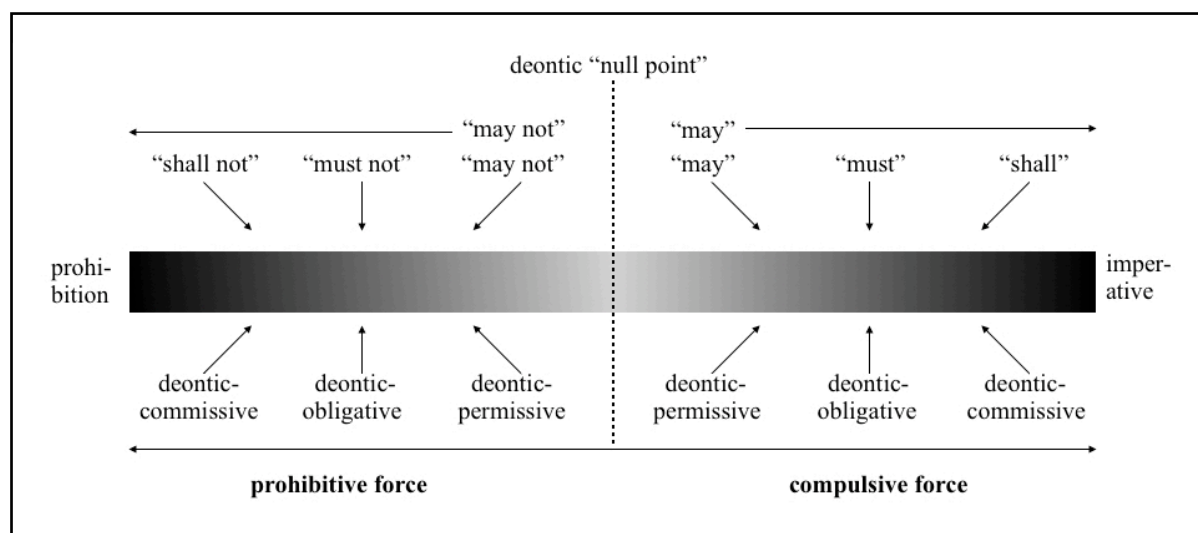 deontic “null point”
“may not” “may”
“shall not” “must not” “may not” “may” “must” “shall”
prohi-
bition
imper-
ative
deontic-
commissive
deontic-
obligative
deontic-
permissive
deontic-
permissive
deontic-
obligative
deontic-
commissive
prohibitive force compulsive force